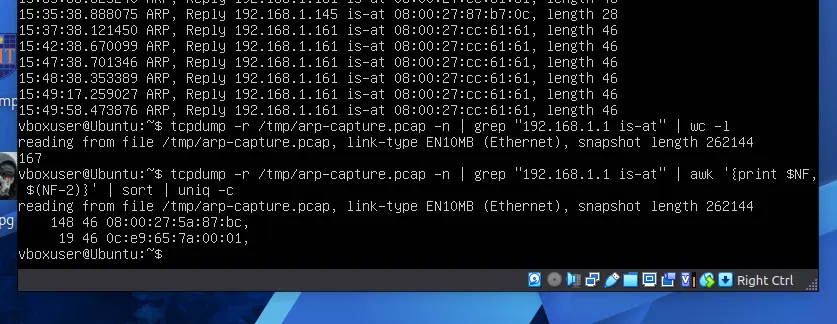 15:35:38.888075 ARP, Reply 192.168.1.145 is-at 08:00:27:87:b7:0c, length 28
15:37:38.121450 ARP, Reply 192.168.1.161 is-at 08:00:27:cc:61:61, length 46
15:42:38.670099 ARP, Reply 192.168.1.161 is-at 08:00:27:cc:61:61, length 46
15:47:38.701346 ARP, Reply 192.168.1.161 is-at 08:00:27:cc:61:61, length 46
15:48:38.353389 ARP, Reply 192.168.1.161 is-at 08:00:27:cc:61:61, length 46
15:49:17.259027 ARP, Reply 192.168.1.161 is-at 08:00:27:cc:61:61, length 46
15:49:58.473876 ARP, Reply 192.168.1.161 is-at 08:00:27:cc:61:61, length 46
vboxuser@Ubuntu:~$ tcpdump -r /tmp/arp-capture.pcap -n | grep "192.168.1.1 is-at" | wc -l
reading from file /tmp/arp-capture.pcap, link-type EN10MB (Ethernet), snapshot length 262144
167
vboxuser@Ubuntu:~$ tcpdump -r /tmp/arp-capture.pcap -n | grep "192.168.1.1 is-at" | awk '{print $NF,
$(NF-2)}' | sort | uniq -c
reading from file /tmp/arp-capture.pcap, link-type EN10MB (Ethernet), snapshot length 262144
148 46 08:00:27:5a:87:bc,
19 46 0c:e9:65:7a:00:01,
vboxuser@Ubuntu:~$
Right Ctrl